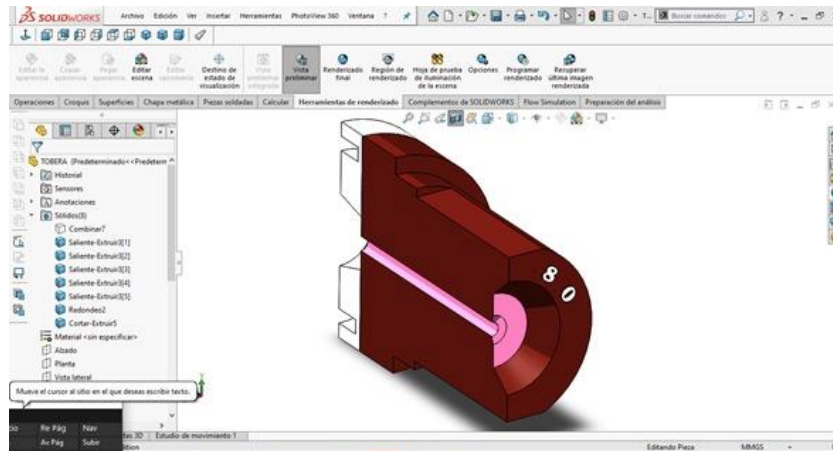 SOLIDWORKS Archivo Edición Ver Insertar Herramientas PhotoView 360 Ventana ? Buscar comandos
Editar la apariencia Copiar apariencia Pegar apariencia Editar escena Editar Destino de estado de visualización Vista preliminar integrada Vista preliminar Renderizado final Región de renderizado Hoja de prueba de iluminación de la escena Opciones Programar renderizado Recuperar última imagen renderizada
Operaciones Croquis Superficies Chapa metálica Piezas soldadas Calcular Herramientas de renderizado Complementos de SOLIDWORKS Flow Simulation Preparación del análisis
TOBERA (Predeterminado<<Predeterm
Historial
Sensores
Anotaciones
Sólidos(8)
Combinar7
Saliente-Extruir3[1]
Saliente-Extruir3[2]
Saliente-Extruir3[3]
Saliente-Extruir3[4]
Saliente-Extruir3[5]
Redondeo2
Cortar-Extruir5
Material <sin especificar>
Alzado
Planta
Vista lateral
80
Mueve el cursor al sitio en el que deseas escribir texto.
Re Pág Nav
Av Pág Subir
3D Estudio de movimiento 1
Editando Pieza MMGS